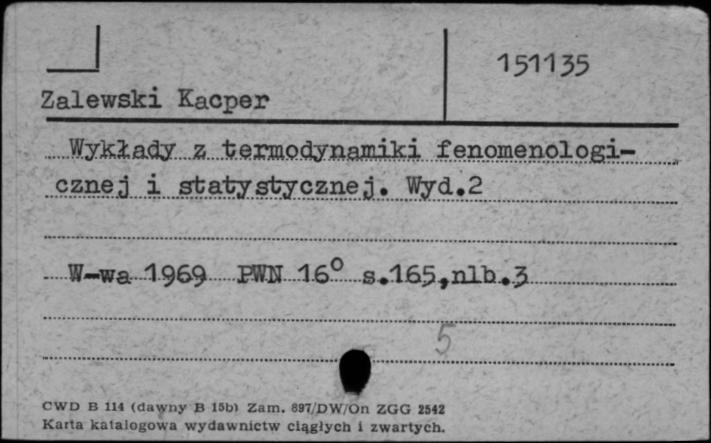 151135
Zalewski Kacper
Wykłady z termodynamiki fenomenologi-
cznej i statystycznej. Wyd.2
W-wa 1969 PWN 16° s.165,nlb.3
5
CWD B 114 (dawny B 15b) Zam. 897/DW/On ZGG 2542
Karta katalogowa wydawnictw ciągłych i zwartych.